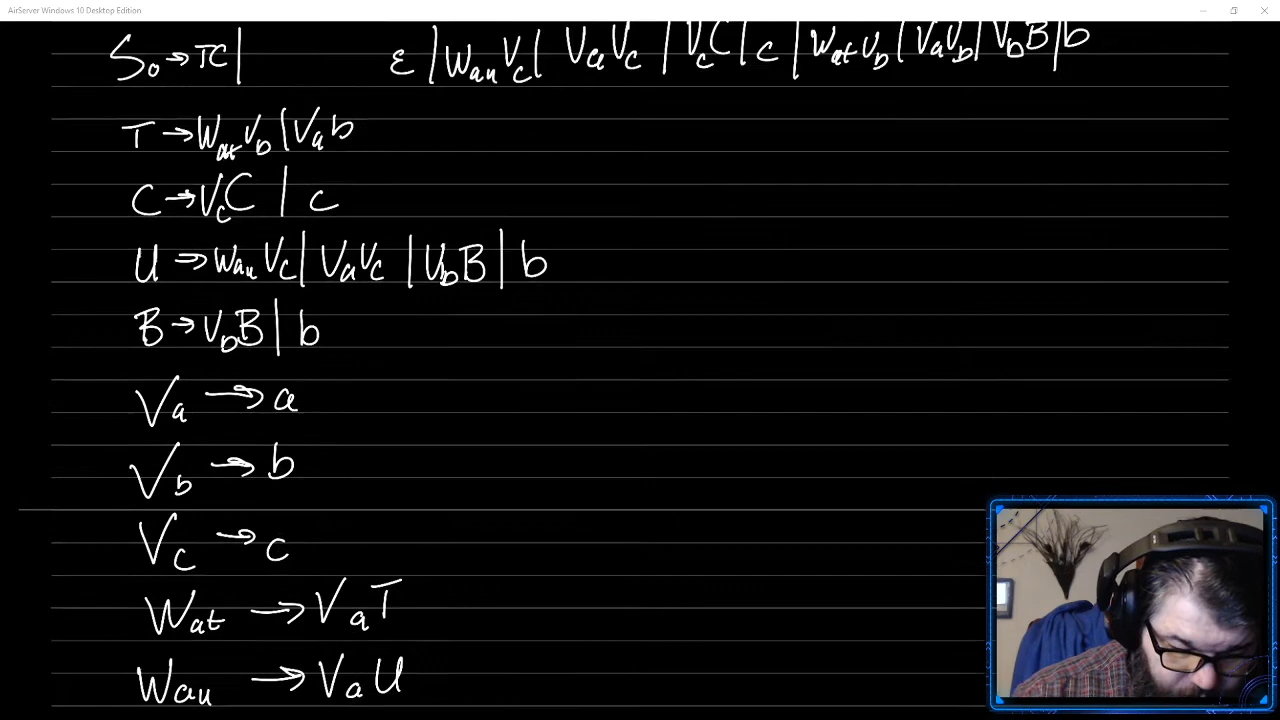 AirServer Windows 10 Desktop Edition
S₀ → TC | ε | W_au V_c | V_a V_c | V_c C | c | W_at V_b | V_a V_b | V_b B | b
T → W_at V_b | V_a b
C → V_c C | c
U → W_au V_c | V_a V_c | V_b B | b
B → V_b B | b
V_a → a
V_b → b
V_c → c
W_at → V_a T
W_au → V_a U